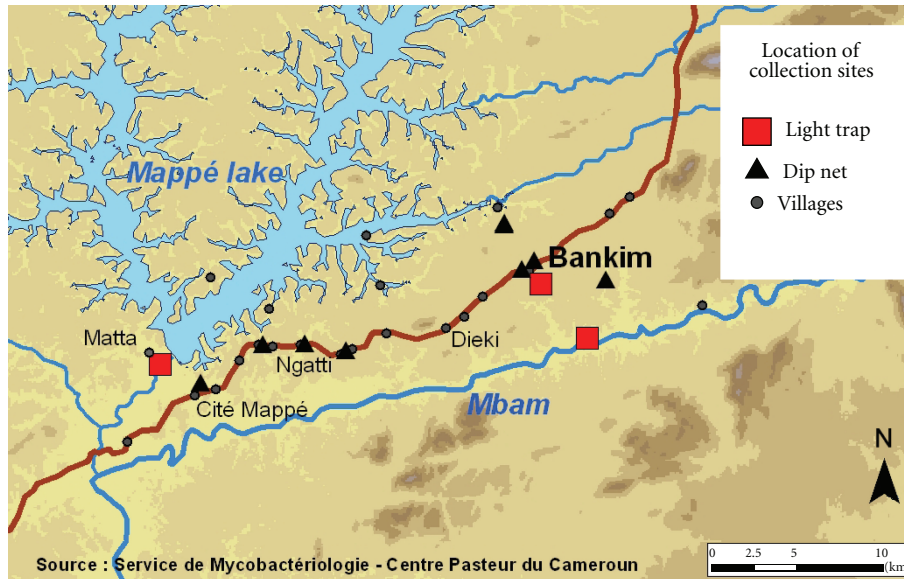 Location of
collection sites
Light trap
Dip net
Villages
Mappé lake
Bankim
Matta
Ngatti
Dieki
Cité Mappé
Mbam
N
0 2.5 5 10
(km)
Source : Service de Mycobactériologie - Centre Pasteur du Cameroun